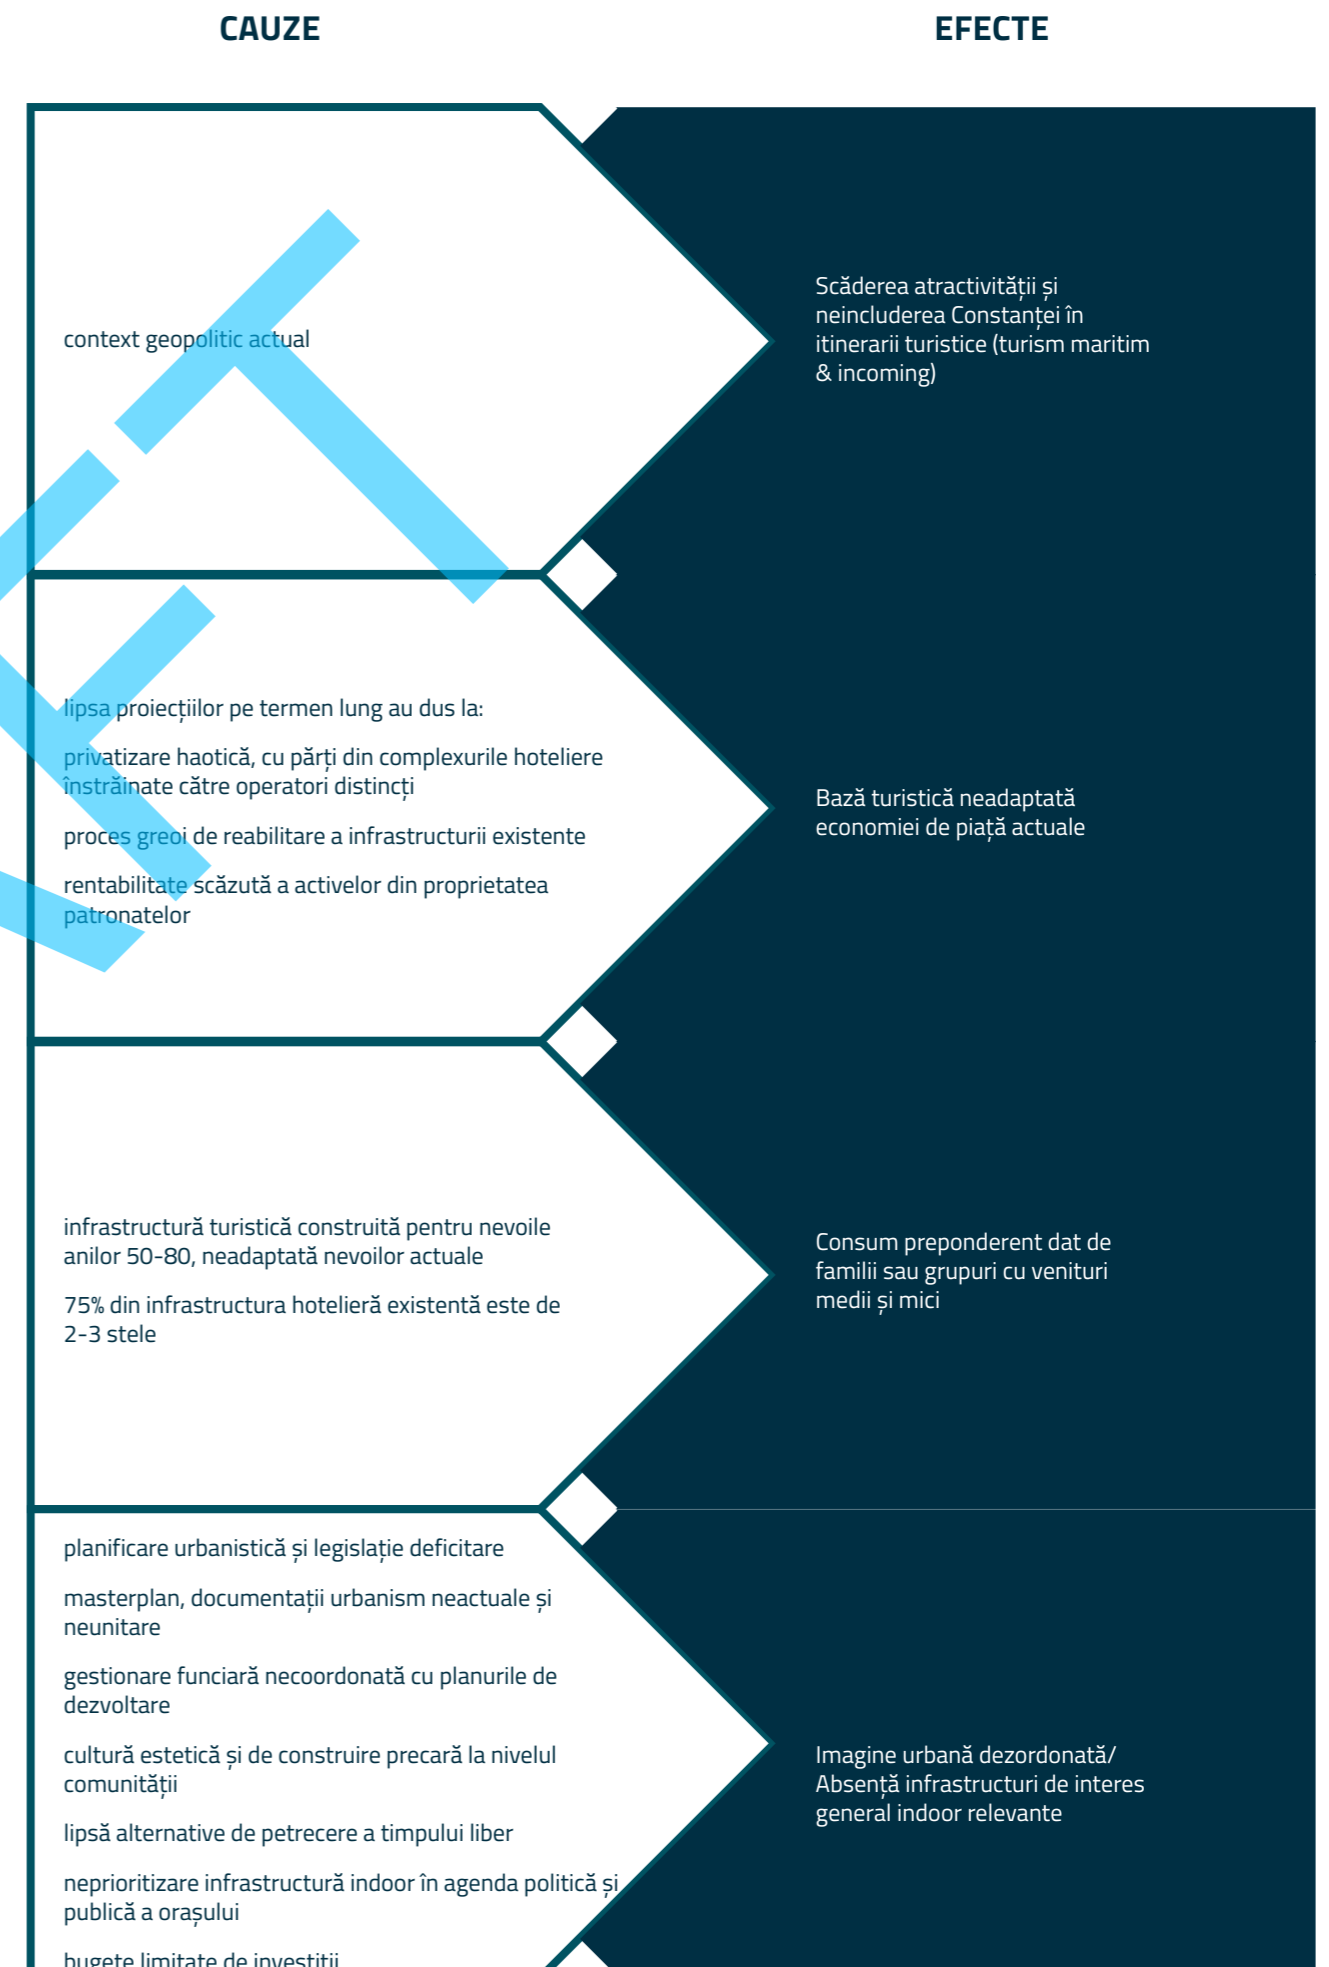 CAUZE
EFECTE
context geopolitic actual
Scăderea atractivității și
neincluderea Constanței în
itinerarii turistice (turism maritim
& incoming)
lipsa proiecțiilor pe termen lung au dus la:
privatizare haotică, cu părți din complexurile hoteliere
înstrăinate către operatori distincți
proces greoi de reabilitare a infrastructurii existente
rentabilitate scăzută a activelor din proprietatea
patronatelor
Bază turistică neadaptată
economiei de piață actuale
infrastructură turistică construită pentru nevoile
anilor 50-80, neadaptată nevoilor actuale
75% din infrastructura hotelieră existentă este de
2-3 stele
Consum preponderent dat de
familii sau grupuri cu venituri
medii și mici
planificare urbanistică și legislație deficitare
masterplan, documentații urbanism neactuale și
neunitare
gestionare funciară necoordonată cu planurile de
dezvoltare
cultură estetică și de construire precară la nivelul
comunității
lipsă alternative de petrecere a timpului liber
neprioritizare infrastructură indoor în agenda politică și
publică a orașului
bugete limitate de investiții
Imagine urbană dezordonată/
Absență infrastructuri de interes
general indoor relevante